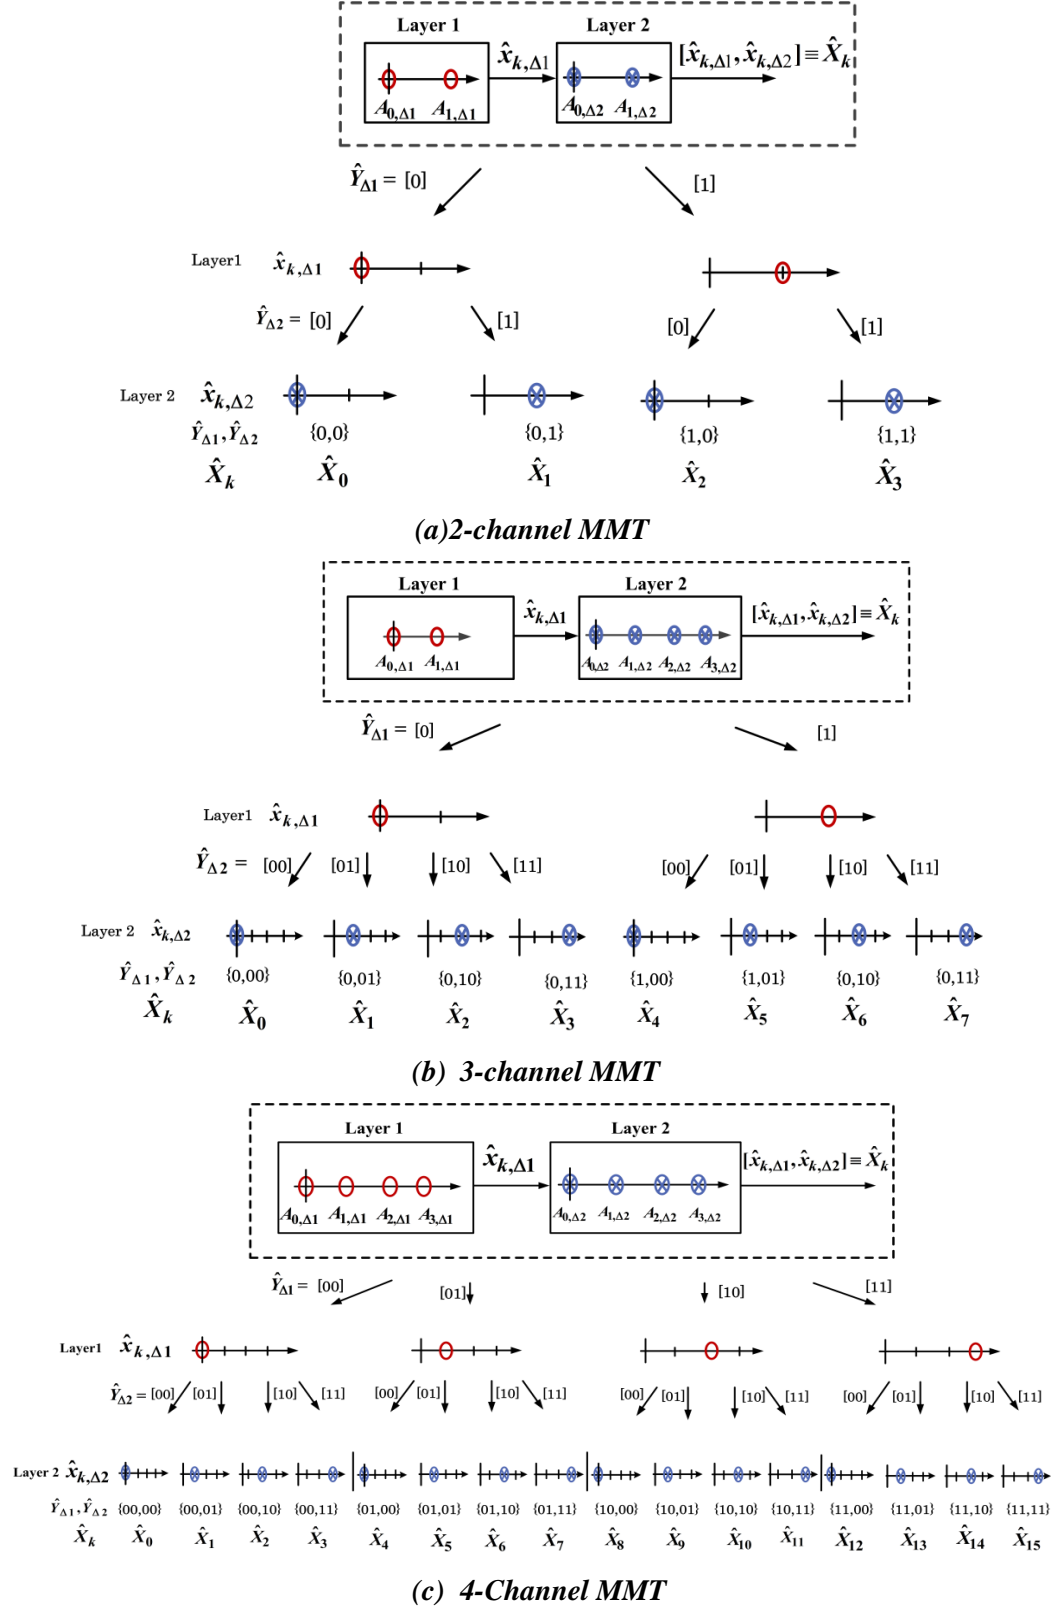 Layer 1 Layer 2
x̂k,Δ1 [x̂k,Δ1, x̂k,Δ2] ≡ X̂k
A0,Δ1 A1,Δ1 A0,Δ2 A1,Δ2
ŶΔ1 = [0] [1]
Layer1 x̂k,Δ1
ŶΔ2 = [0] [1] [0] [1]
Layer 2 x̂k,Δ2
ŶΔ1, ŶΔ2 {0,0} {0,1} {1,0} {1,1}
X̂k X̂0 X̂1 X̂2 X̂3
(a)2-channel MMT
Layer 1 Layer 2
x̂k,Δ1 [x̂k,Δ1, x̂k,Δ2] ≡ X̂k
A0,Δ1 A1,Δ1 A0,Δ2 A1,Δ2 A2,Δ2 A3,Δ2
ŶΔ1 = [0] [1]
Layer1 x̂k,Δ1
ŶΔ2 = [00] [01] [10] [11] [00] [01] [10] [11]
Layer 2 x̂k,Δ2
ŶΔ1, ŶΔ2 {0,00} {0,01} {0,10} {0,11} {1,00} {1,01} {0,10} {0,11}
X̂k X̂0 X̂1 X̂2 X̂3 X̂4 X̂5 X̂6 X̂7
(b) 3-channel MMT
Layer 1 Layer 2
x̂k,Δ1 [x̂k,Δ1, x̂k,Δ2] ≡ X̂k
A0,Δ1 A1,Δ1 A2,Δ1 A3,Δ1 A0,Δ2 A1,Δ2 A2,Δ2 A3,Δ2
ŶΔ1 = [00] [01] [10] [11]
Layer1 x̂k,Δ1
ŶΔ2 = [00] [01] [10] [11] [00] [01] [10] [11] [00] [01] [10] [11] [00] [01] [10] [11]
Layer 2 x̂k,Δ2
ŶΔ1, ŶΔ2 {00,00} {00,01} {00,10} {00,11} {01,00} {01,01} {01,10} {01,11} {10,00} {10,01} {10,10} {10,11} {11,00} {11,01} {11,10} {11,11}
X̂k X̂0 X̂1 X̂2 X̂3 X̂4 X̂5 X̂6 X̂7 X̂8 X̂9 X̂10 X̂11 X̂12 X̂13 X̂14 X̂15
(c) 4-Channel MMT